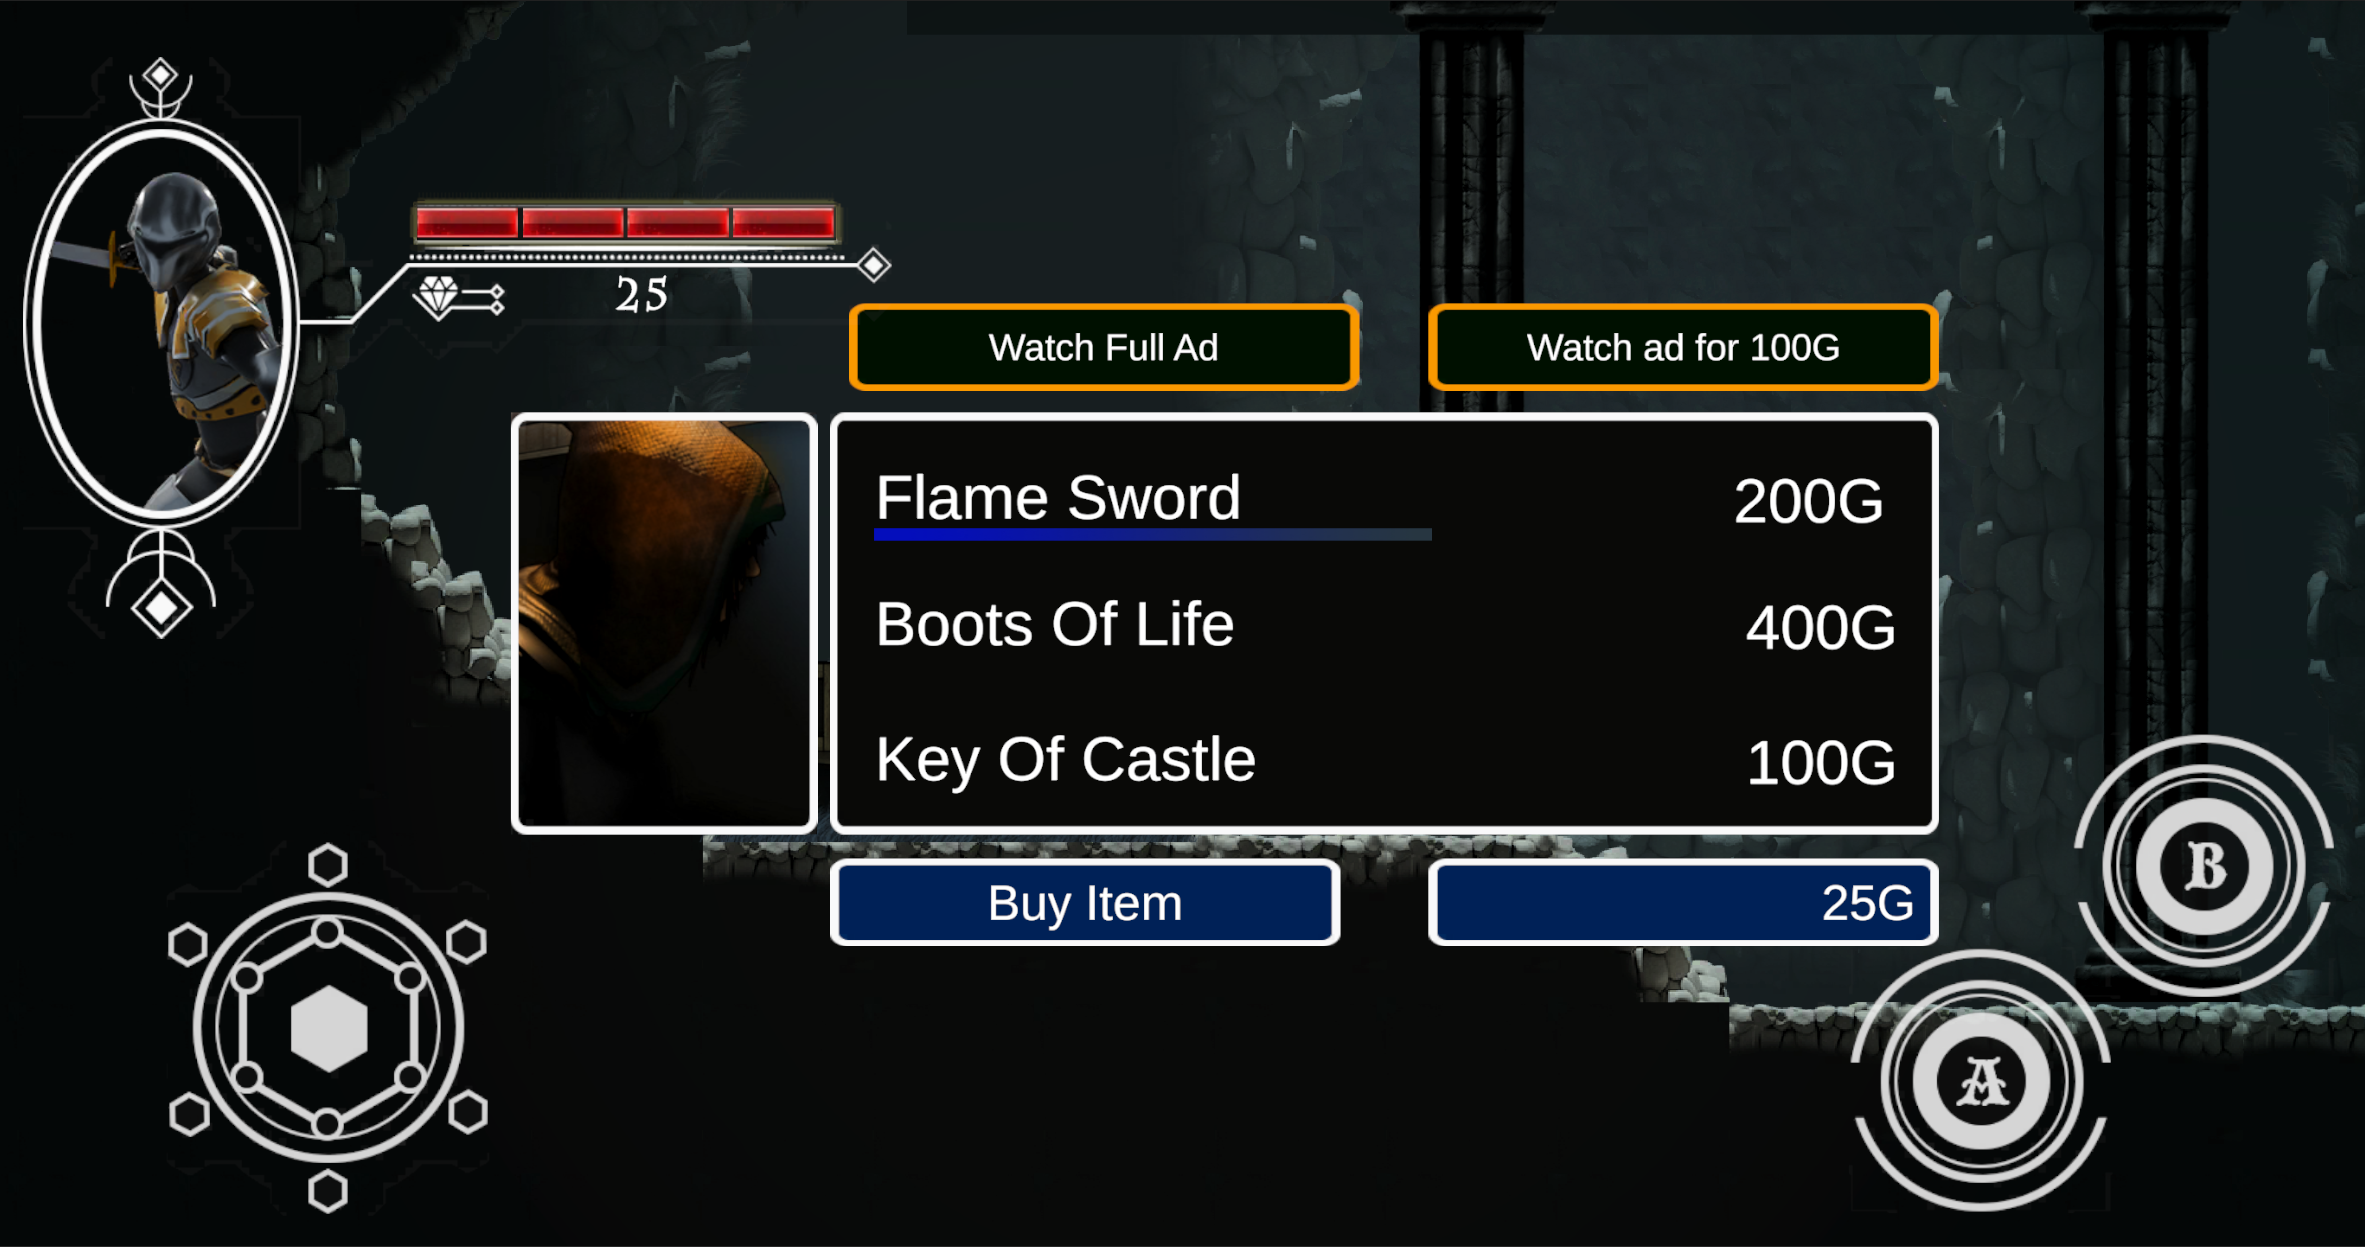 25
Watch Full Ad
Watch ad for 100G
Flame Sword 200G
Boots Of Life 400G
Key Of Castle 100G
Buy Item
25G
B
A